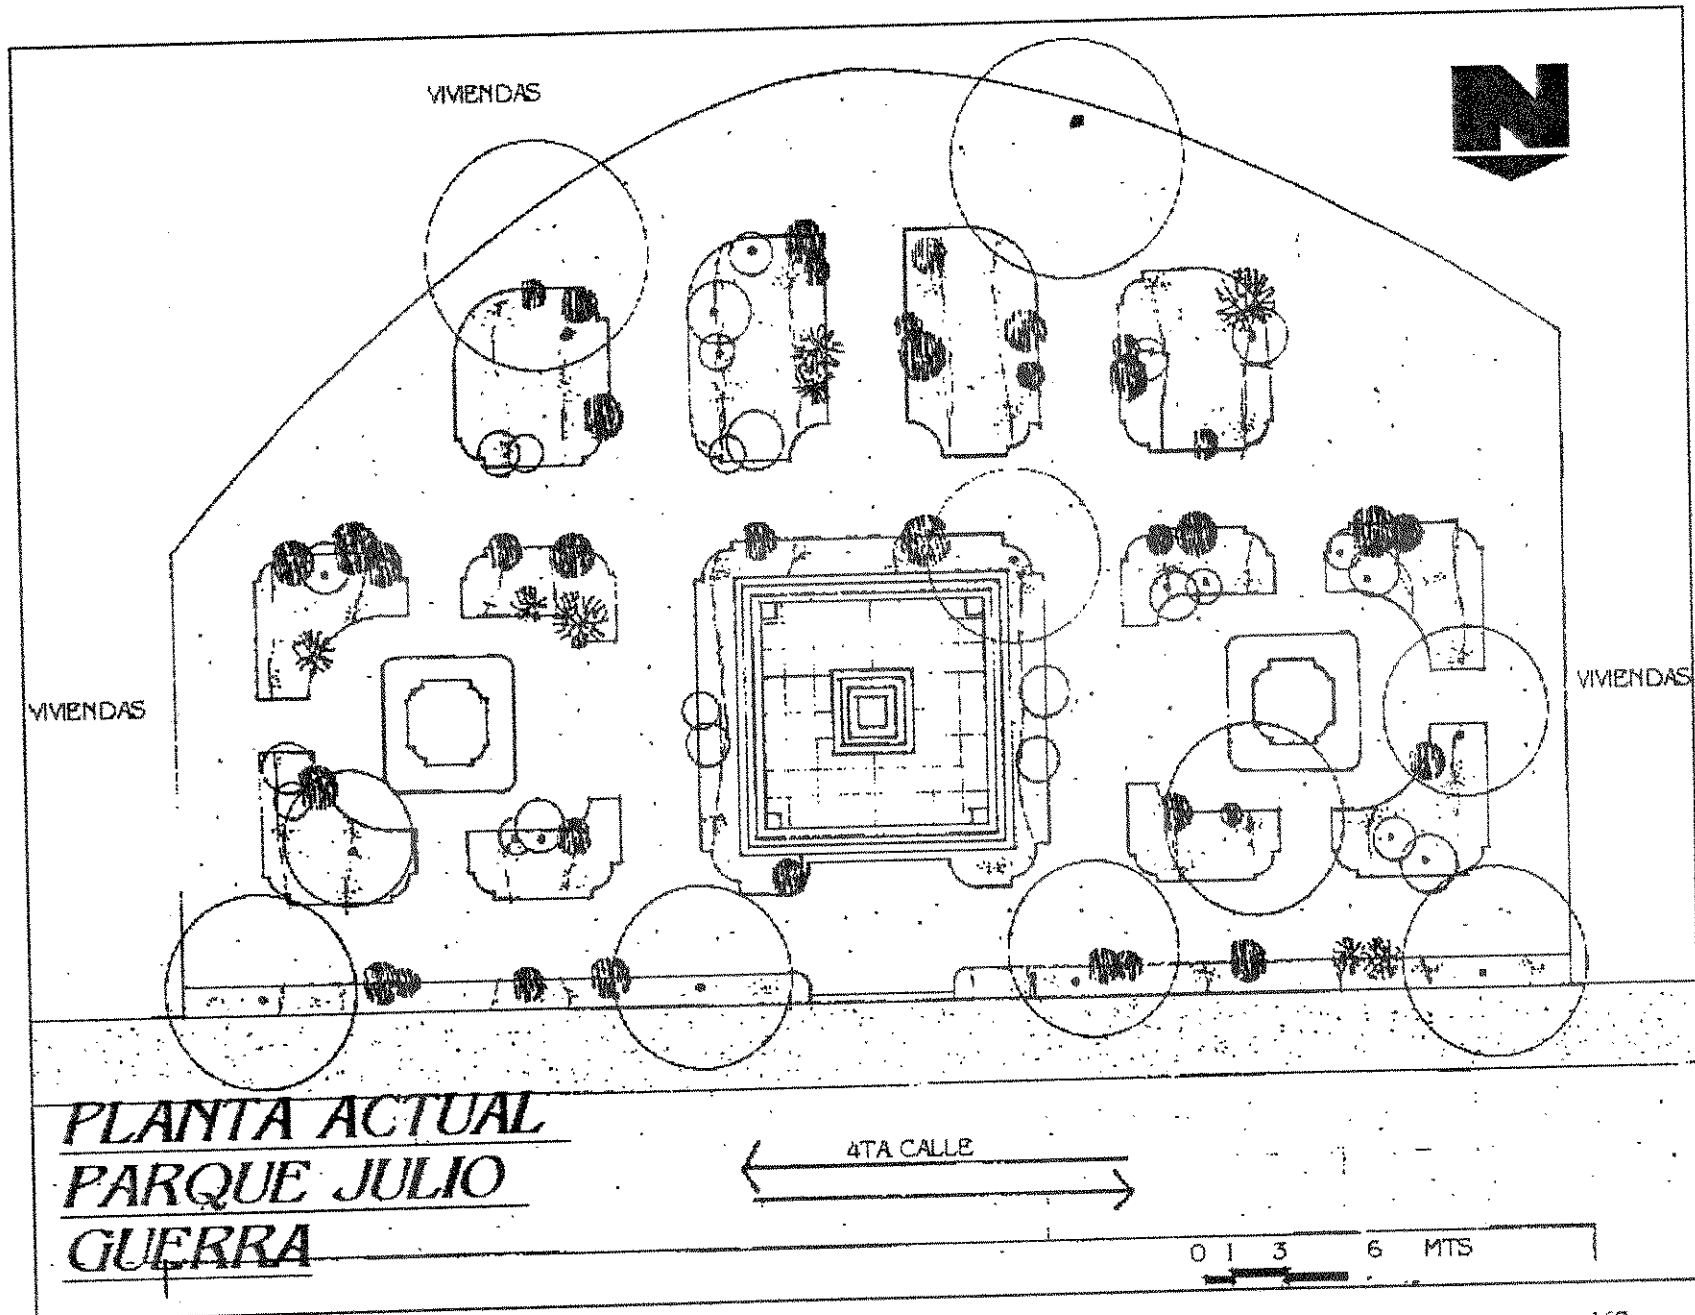 VIVIENDAS
N
VIVIENDAS
VIVIENDAS
PLANTA ACTUAL
PARQUE JULIO
GUERRA
4TA CALLE
0 1 3 6 MTS